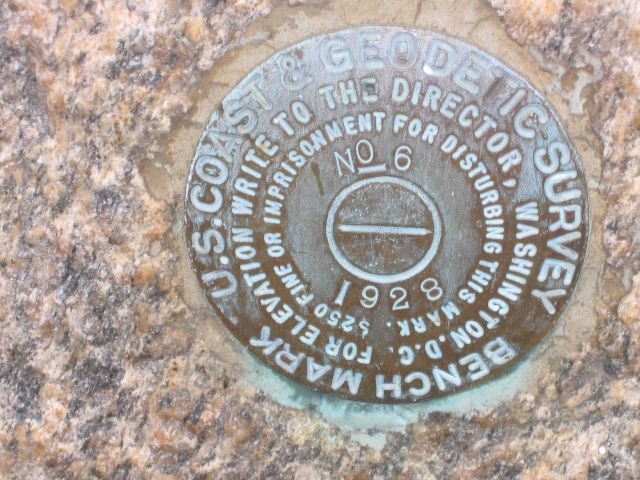 U.S. COAST & GEODETIC SURVEY
BENCH MARK
FOR ELEVATION WRITE TO THE DIRECTOR, WASHINGTON, D.C.
$250 FINE OR IMPRISONMENT FOR DISTURBING THIS MARK.
NO 6
1928